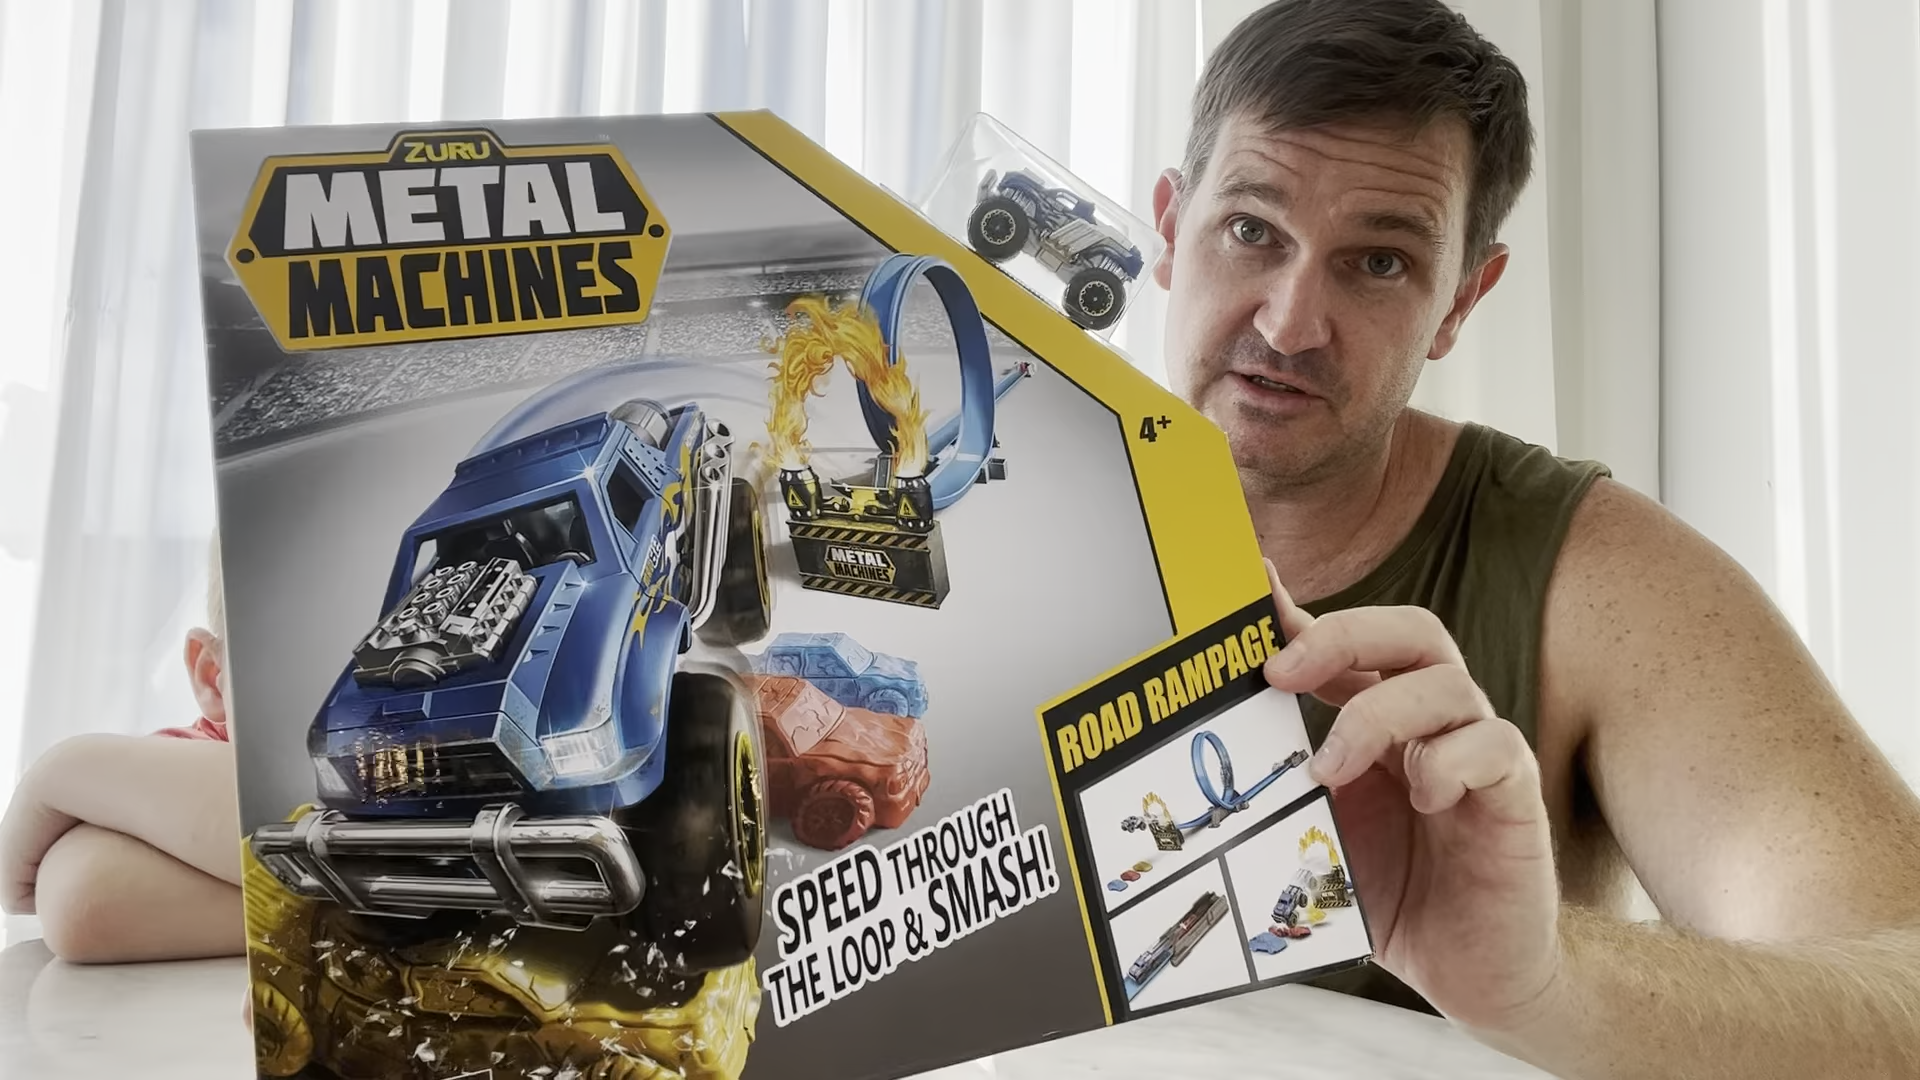 ZURU
METAL
MACHINES
4+
METAL
MACHINES
ROAD RAMPAGE
SPEED THROUGH
THE LOOP & SMASH!